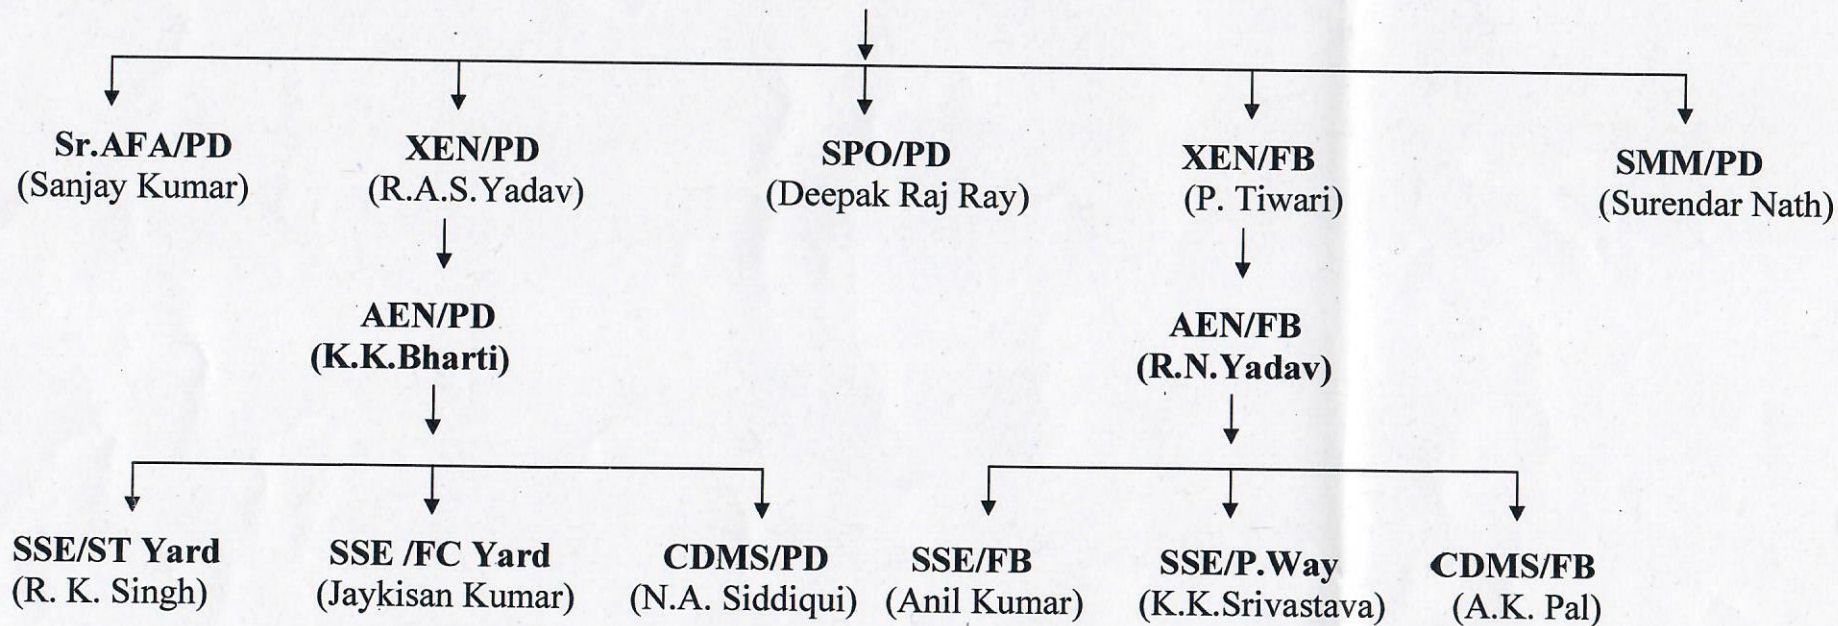 Sr.AFA/PD
(Sanjay Kumar)
XEN/PD
(R.A.S.Yadav)
SPO/PD
(Deepak Raj Ray)
XEN/FB
(P. Tiwari)
SMM/PD
(Surendar Nath)
AEN/PD
(K.K.Bharti)
AEN/FB
(R.N.Yadav)
SSE/ST Yard
(R. K. Singh)
SSE /FC Yard
(Jaykisan Kumar)
CDMS/PD
(N.A. Siddiqui)
SSE/FB
(Anil Kumar)
SSE/P.Way
(K.K.Srivastava)
CDMS/FB
(A.K. Pal)